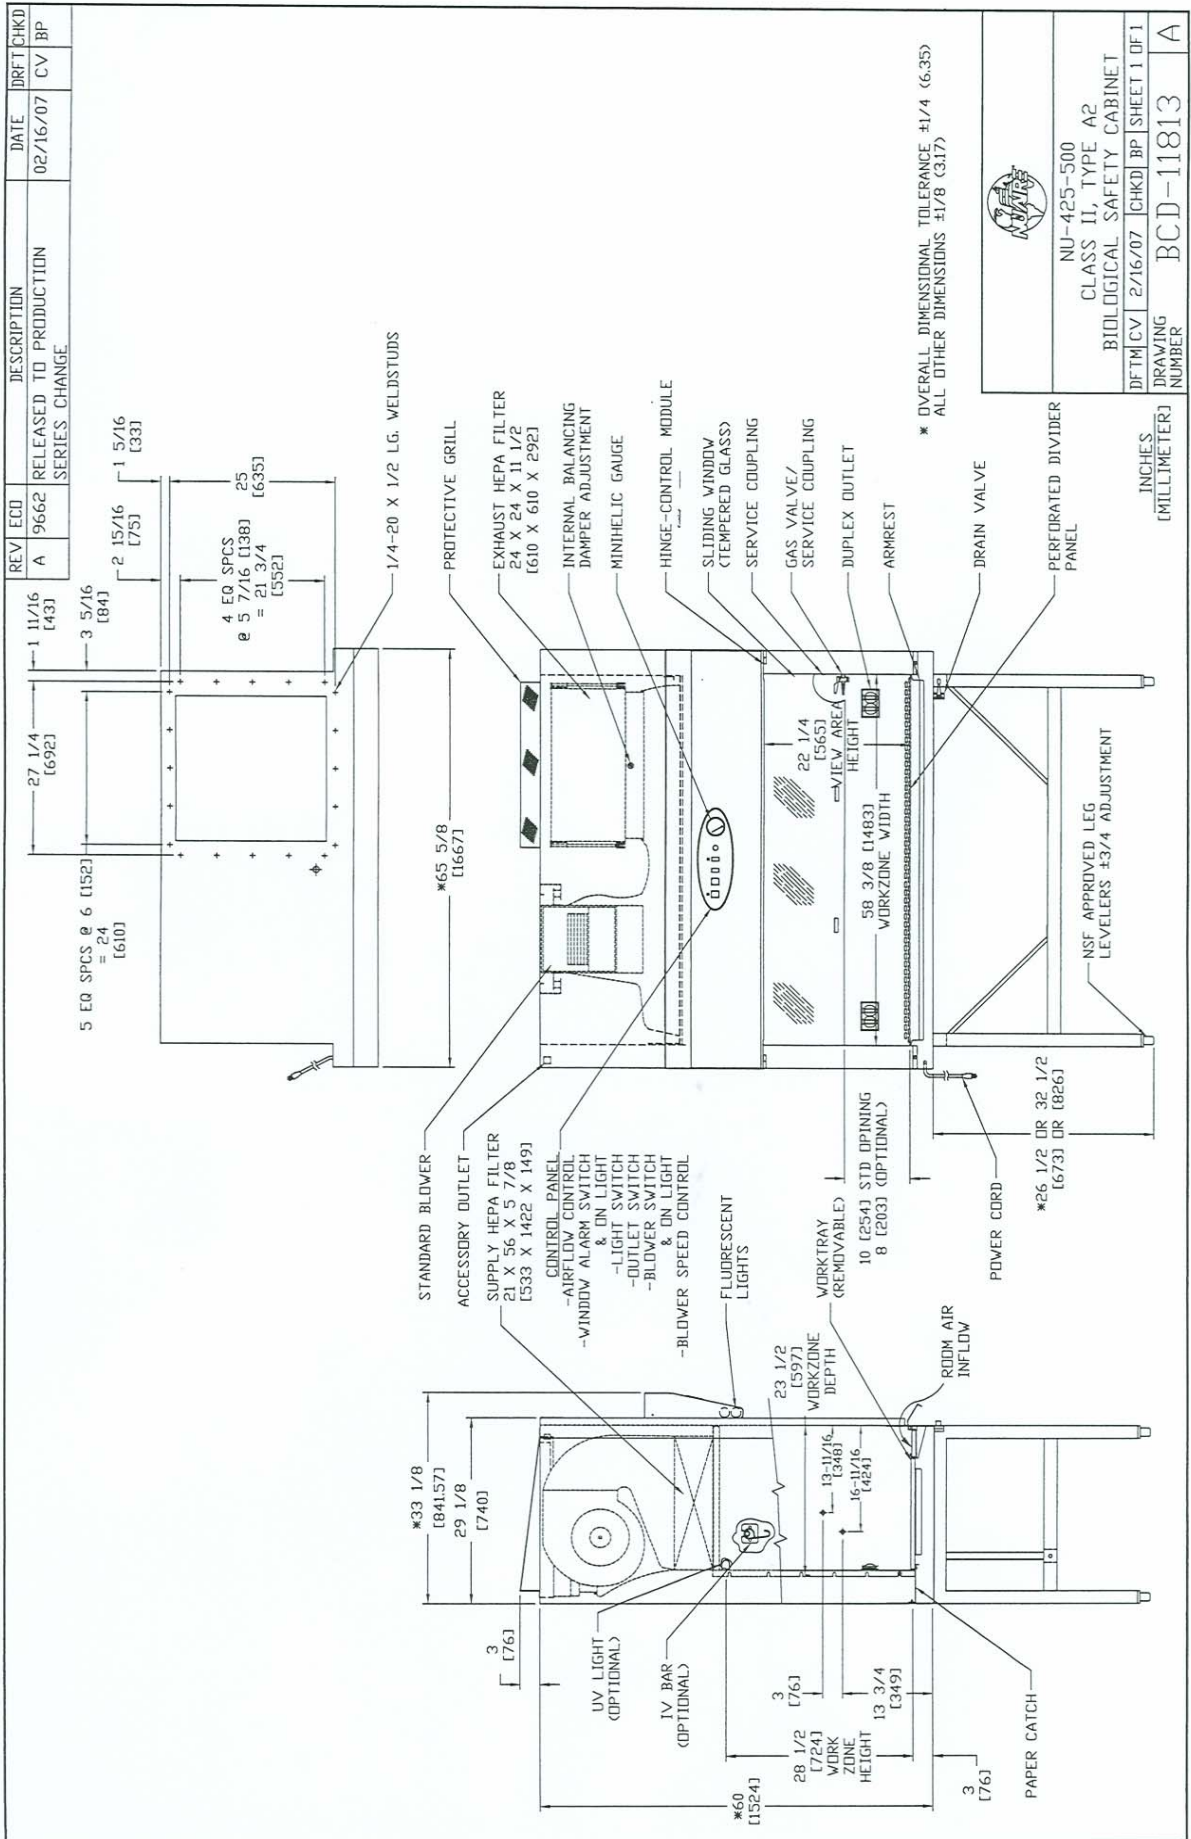 REV ECO DESCRIPTION DATE DRFT CHKD
A 9662 RELEASED TO PRODUCTION 02/16/07 CV BP
SERIES CHANGE
5 EQ SPCS @ 6 [152]
= 24
[610]
27 1/4
[692]
1 11/16
[43]
3 5/16
[84]
2 15/16
[75]
1 5/16
[33]
4 EQ SPCS
@ 5 7/16 [138]
= 21 3/4
[552]
25
[635]
1/4-20 X 1/2 LG. WELDSTUDS
*65 5/8
[1667]
PROTECTIVE GRILL
EXHAUST HEPA FILTER
24 X 24 X 11 1/2
[610 X 610 X 292]
INTERNAL BALANCING
DAMPER ADJUSTMENT
MINIHELIC GAUGE
HINGE-CONTROL MODULE
SLIDING WINDOW
(TEMPERED GLASS)
SERVICE COUPLING
GAS VALVE/
SERVICE COUPLING
DUPLEX OUTLET
ARMREST
DRAIN VALVE
PERFORATED DIVIDER
PANEL
22 1/4
[565]
VIEW AREA
HEIGHT
58 3/8 [1483]
WORKZONE WIDTH
NSF APPROVED LEG
LEVELERS ±3/4 ADJUSTMENT
STANDARD BLOWER
ACCESSORY OUTLET
SUPPLY HEPA FILTER
21 X 56 X 5 7/8
[533 X 1422 X 149]
CONTROL PANEL
-AIRFLOW CONTROL
-WINDOW ALARM SWITCH
& ON LIGHT
-LIGHT SWITCH
-OUTLET SWITCH
-BLOWER SWITCH
& ON LIGHT
-BLOWER SPEED CONTROL
FLUORESCENT
LIGHTS
WORKTRAY
(REMOVABLE)
10 [254] STD OPINING
8 [203] (OPTIONAL)
POWER CORD
*26 1/2 OR 32 1/2
[673] OR [826]
ROOM AIR
INFLOW
*33 1/8
[841.57]
29 1/8
[740]
3
[76]
UV LIGHT
(OPTIONAL)
IV BAR
(OPTIONAL)
23 1/2
[597]
WORKZONE
DEPTH
13-11/16
[348]
16-11/16
[424]
3
[76]
13 3/4
[349]
28 1/2
[724]
WORK
ZONE
HEIGHT
*60
[1524]
3
[76]
PAPER CATCH
* OVERALL DIMENSIONAL TOLERANCE ±1/4 (6.35)
ALL OTHER DIMENSIONS ±1/8 (3.17)
INCHES
[MILLIMETER]
NUAIRE
NU-425-500
CLASS II, TYPE A2
BIOLOGICAL SAFETY CABINET
DFTM CV 2/16/07 CHKD BP SHEET 1 OF 1
DRAWING
NUMBER BCD-11813 A